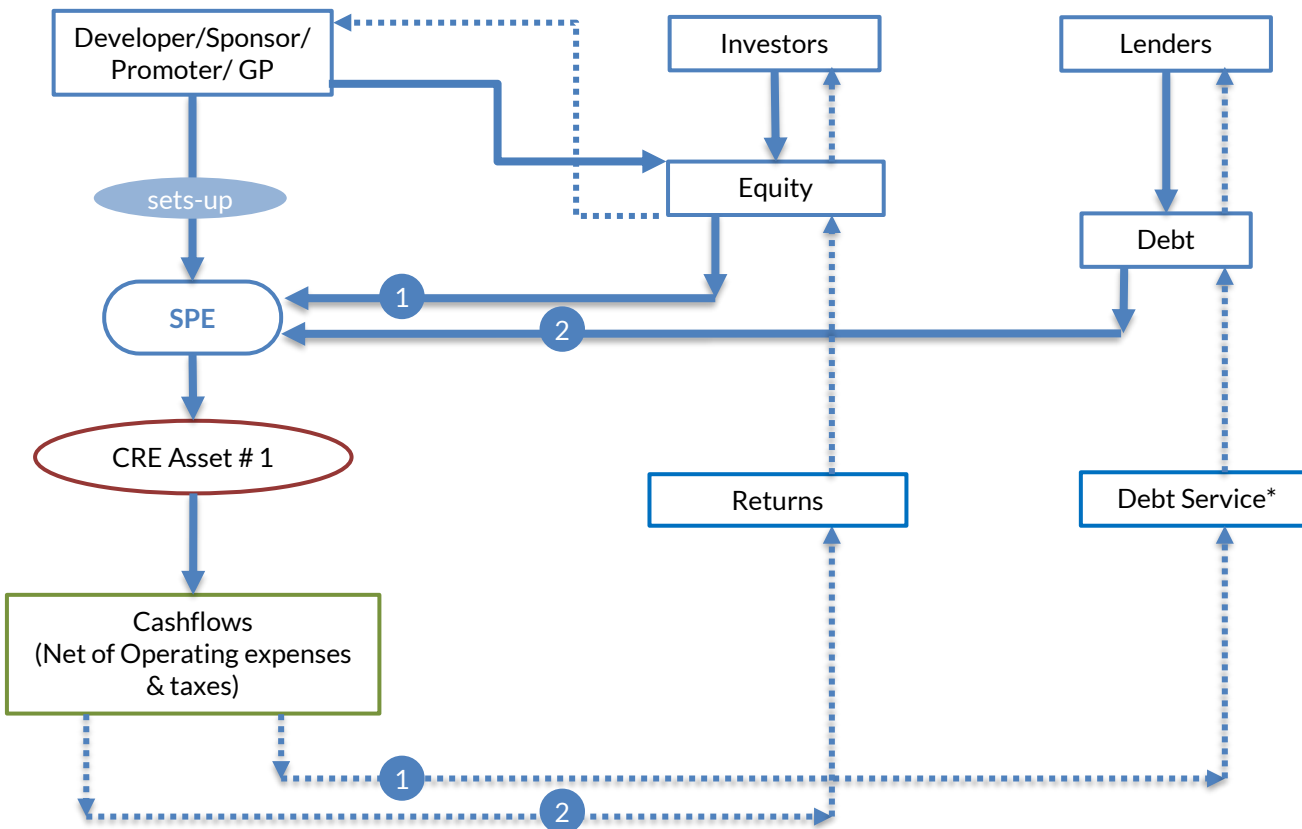 Developer/Sponsor/
Promoter/ GP
Investors
Lenders
sets-up
Equity
Debt
SPE
1
2
CRE Asset # 1
Returns
Debt Service*
Cashflows
(Net of Operating expenses
& taxes)
1
2